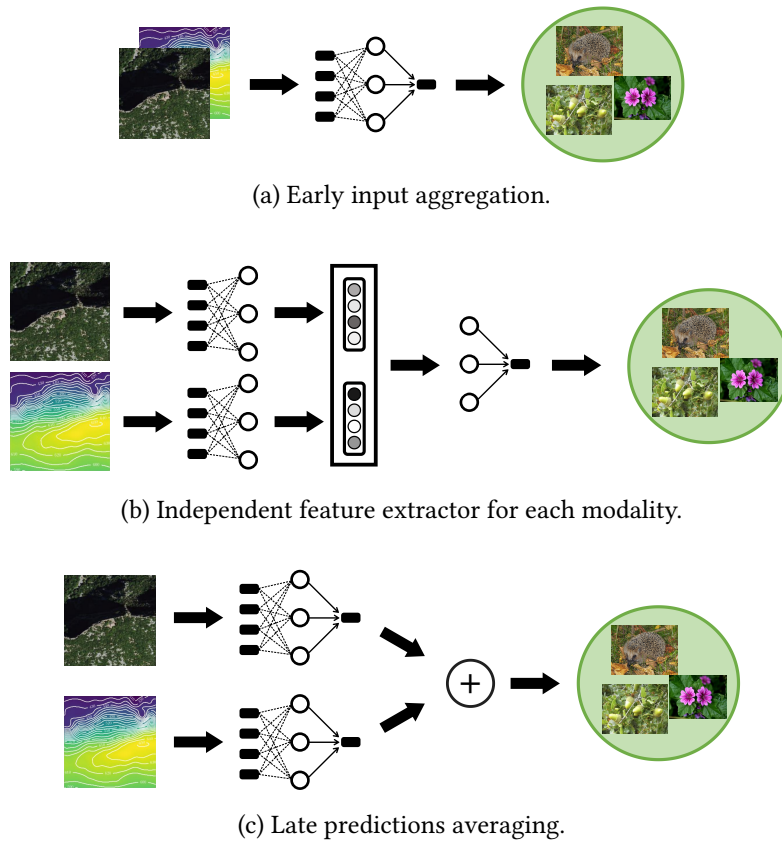 (a) Early input aggregation.
(b) Independent feature extractor for each modality.
+
(c) Late predictions averaging.